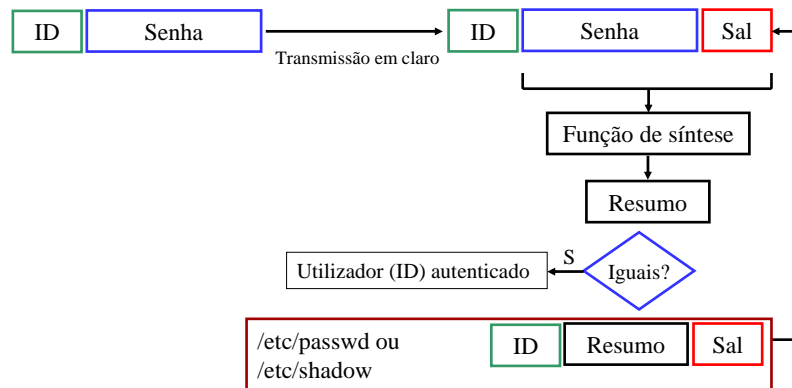 ID Senha
Transmissão em claro
ID Senha Sal
Função de síntese
Resumo
Iguais?
S
Utilizador (ID) autenticado
/etc/passwd ou
/etc/shadow
ID Resumo Sal